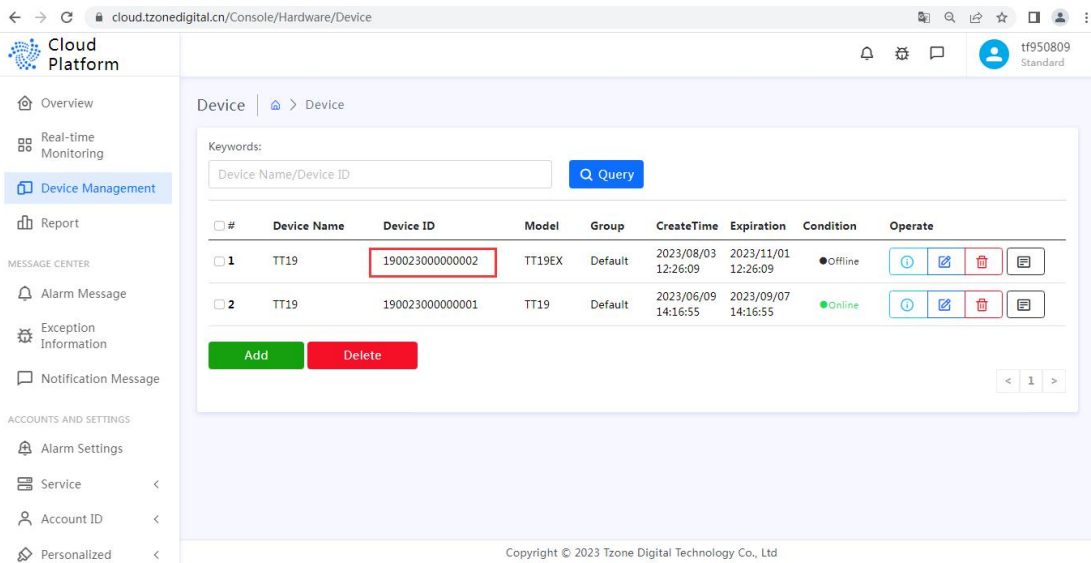 cloud.tzonedigital.cn/Console/Hardware/Device
Cloud
Platform
tf950809
Standard
Overview
Real-time
Monitoring
Device Management
Report
MESSAGE CENTER
Alarm Message
Exception
Information
Notification Message
ACCOUNTS AND SETTINGS
Alarm Settings
Service <
Account ID <
Personalized <
Device
> Device
Keywords:
Device Name/Device ID
Query
# Device Name Device ID Model Group CreateTime Expiration Condition Operate
1 TT19 190023000000002 TT19EX Default 2023/08/03 12:26:09 2023/11/01 12:26:09 Offline
2 TT19 190023000000001 TT19 Default 2023/06/09 14:16:55 2023/09/07 14:16:55 Online
Add Delete
< 1 >
Copyright © 2023 Tzone Digital Technology Co., Ltd